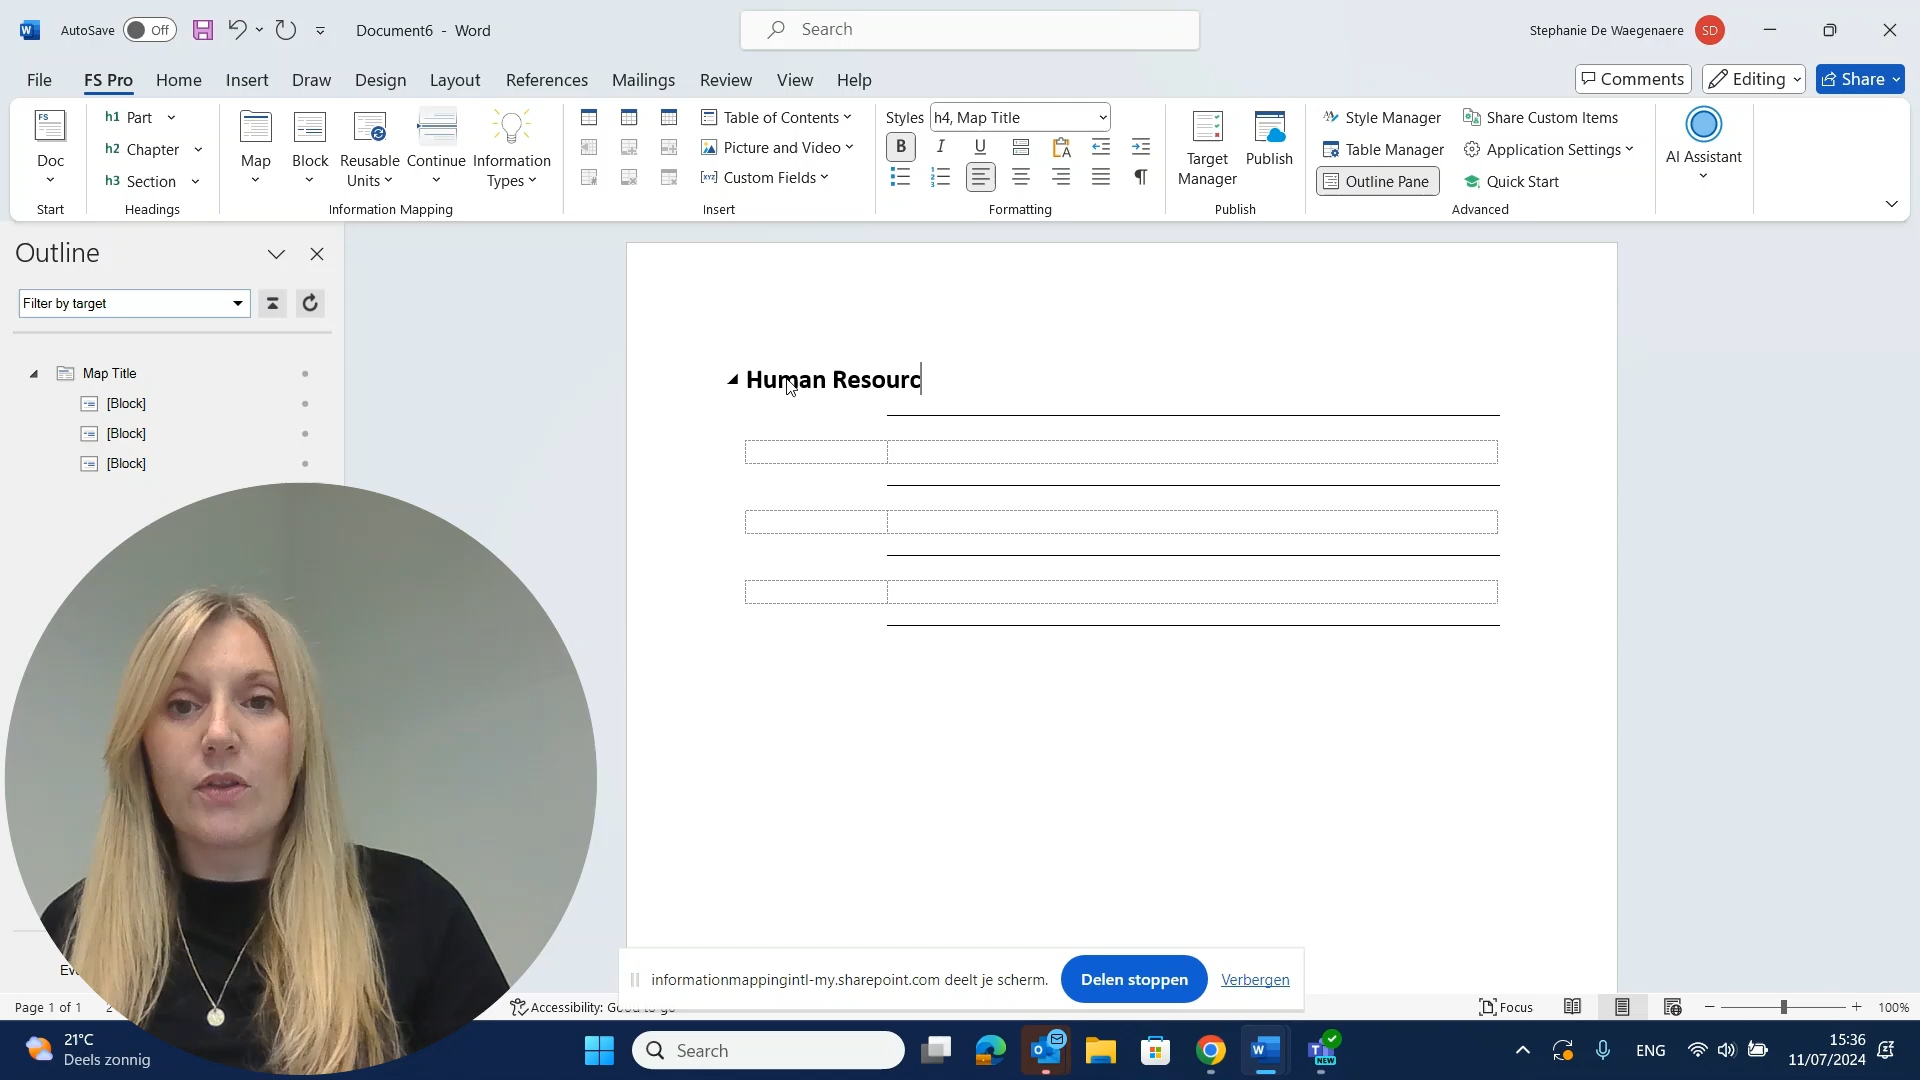 AutoSave Off Document6 - Word Search Stephanie De Waegenaere SD
File FS Pro Home Insert Draw Design Layout References Mailings Review View Help Comments Editing Share
FS Doc Start
h1 Part
h2 Chapter
h3 Section
Headings
Map Block Reusable Units Continue Information Types
Information Mapping
Table of Contents
Picture and Video
Custom Fields
Insert
Styles h4, Map Title
B I U
Formatting
Target Manager Publish
Publish
Style Manager Share Custom Items
Table Manager Application Settings
Outline Pane Quick Start
Advanced
AI Assistant
Outline
Filter by target
Map Title
[Block]
[Block]
[Block]
Human Resourc
informationmappingintl-my.sharepoint.com deelt je scherm. Delen stoppen Verbergen
Page 1 of 1 Accessibility: Focus 100%
21°C
Deels zonnig
Search
NEW
ENG
15:36
11/07/2024